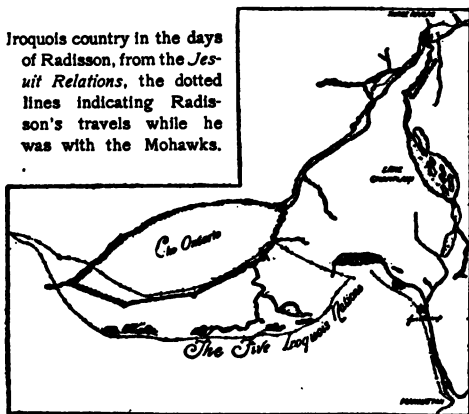 Iroquois country in the days
of Radisson, from the Jes-
uit Relations, the dotted
lines indicating Radis-
son's travels while he
was with the Mohawks.
LAKE
Ontario
The Five Iroquois Nations